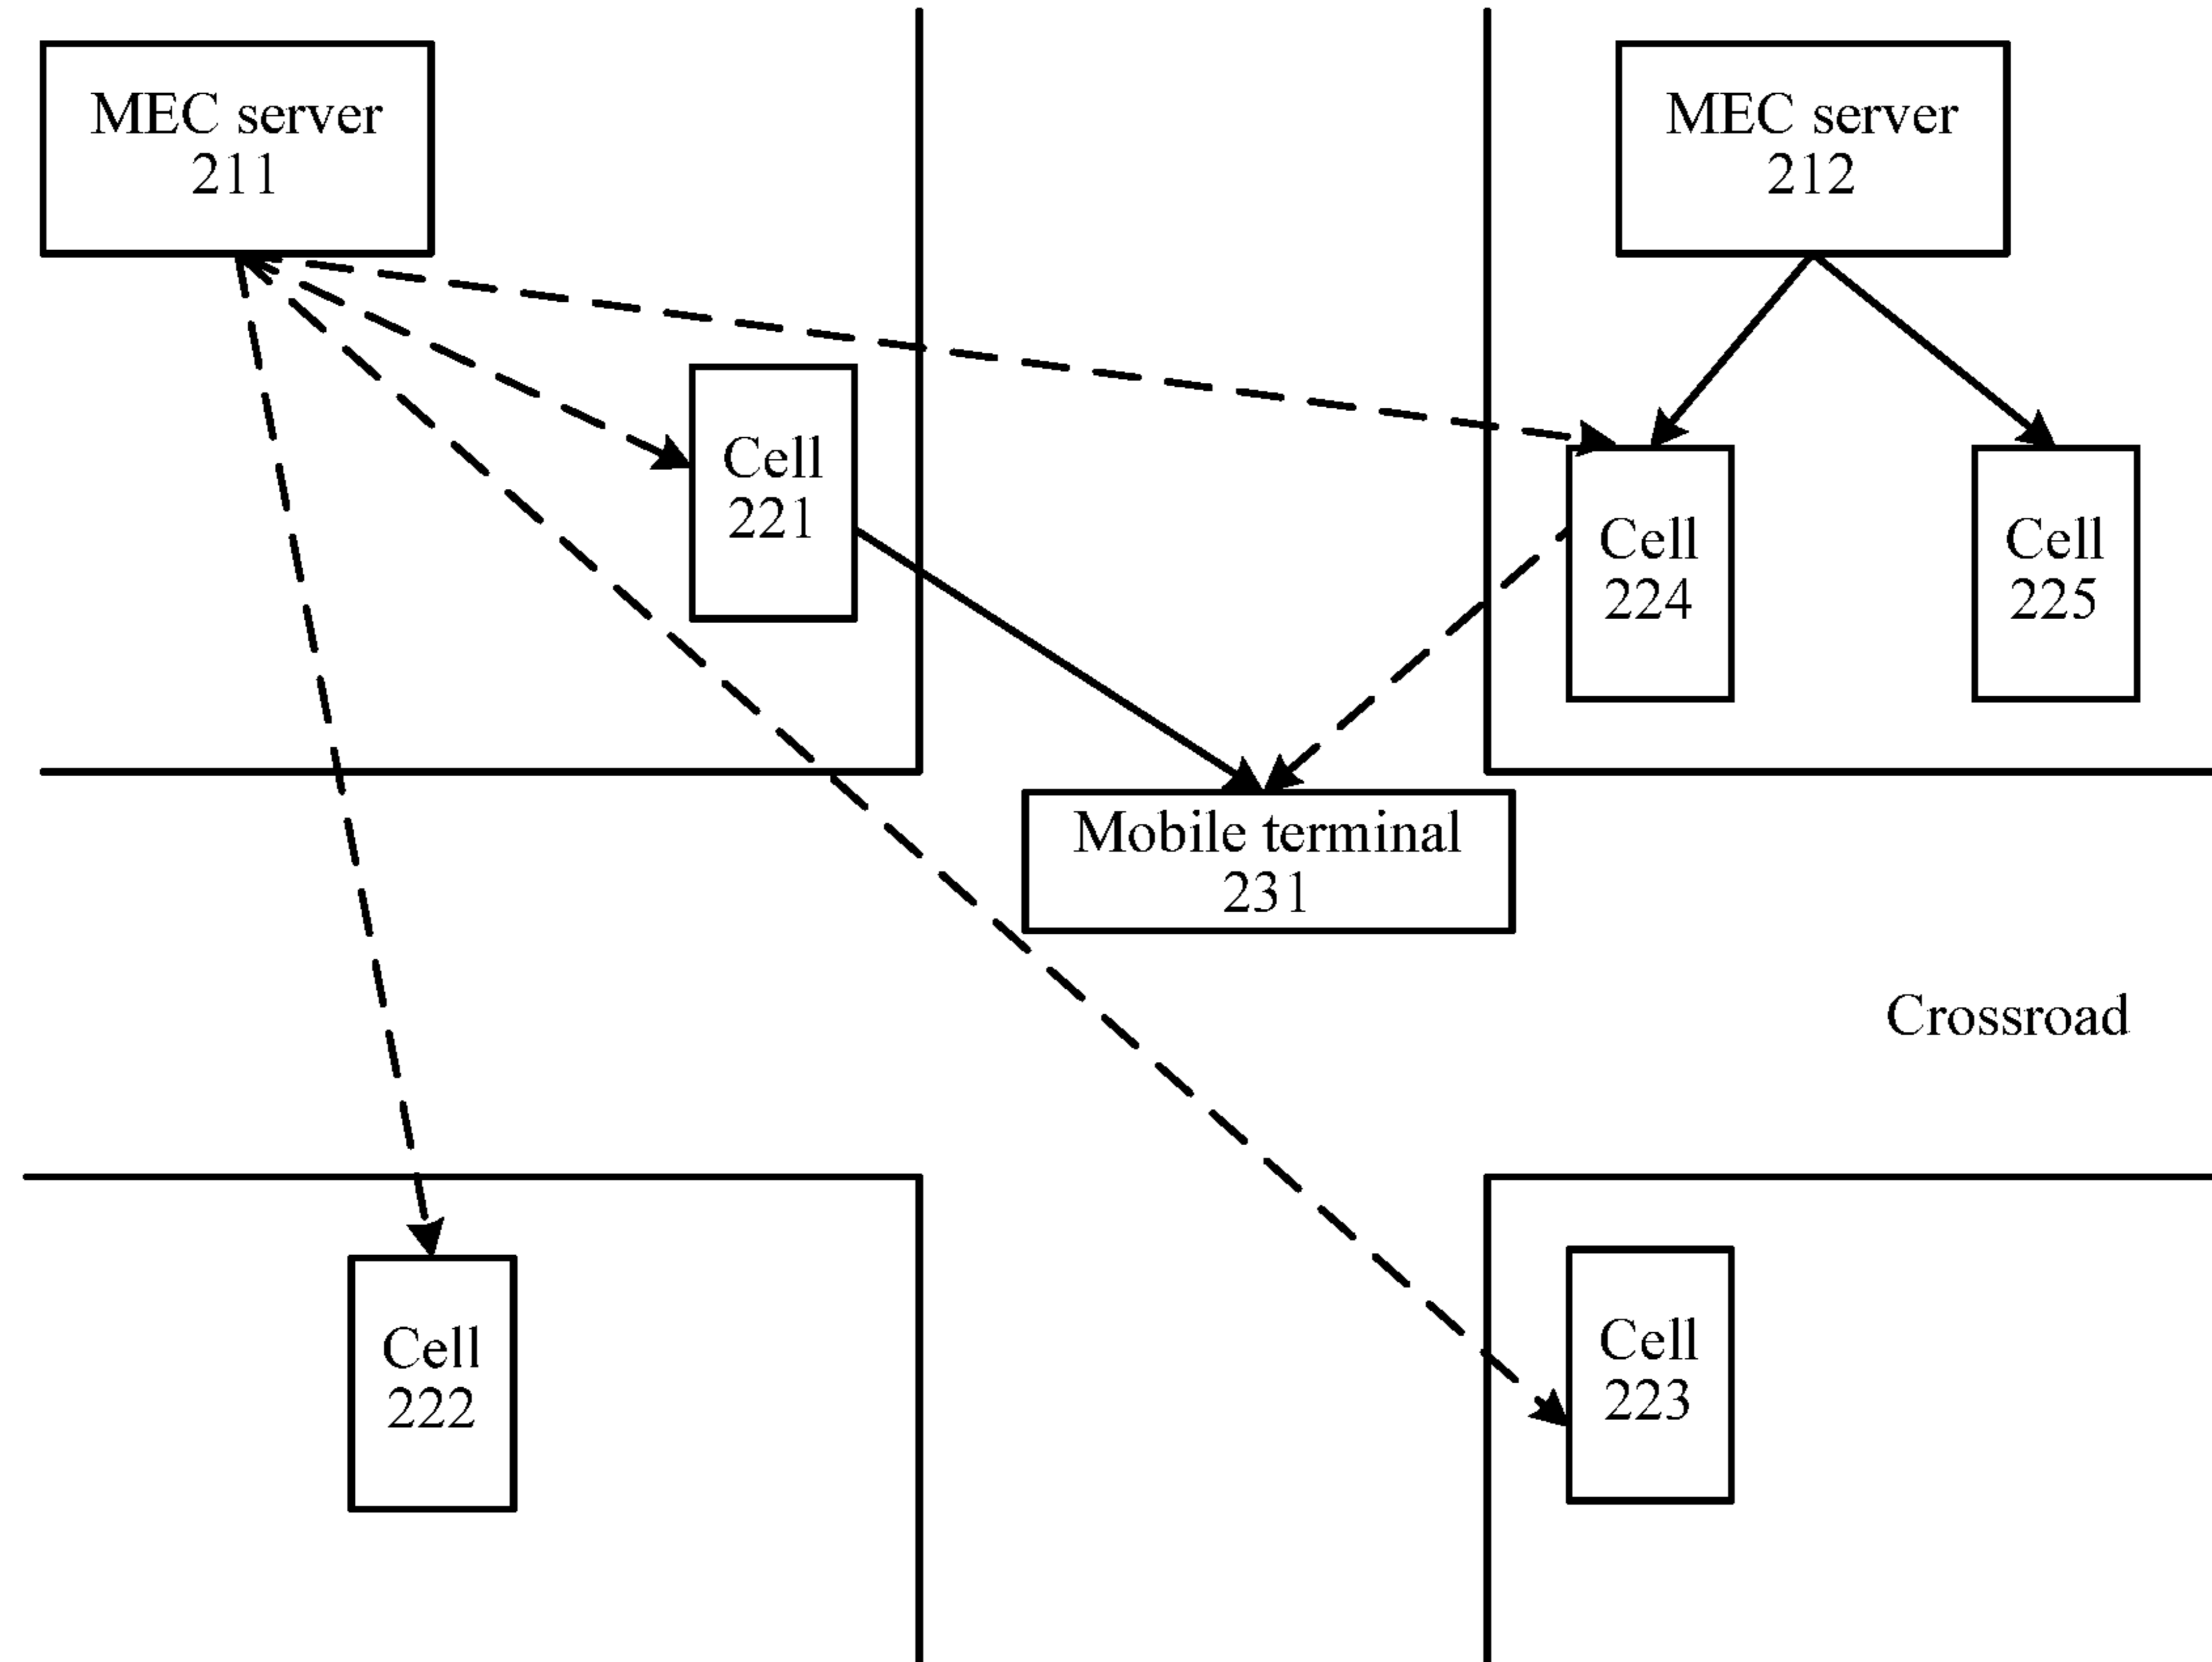 MEC server
211
MEC server
212
Cell
221
Cell
224
Cell
225
Mobile terminal
231
Crossroad
Cell
222
Cell
223